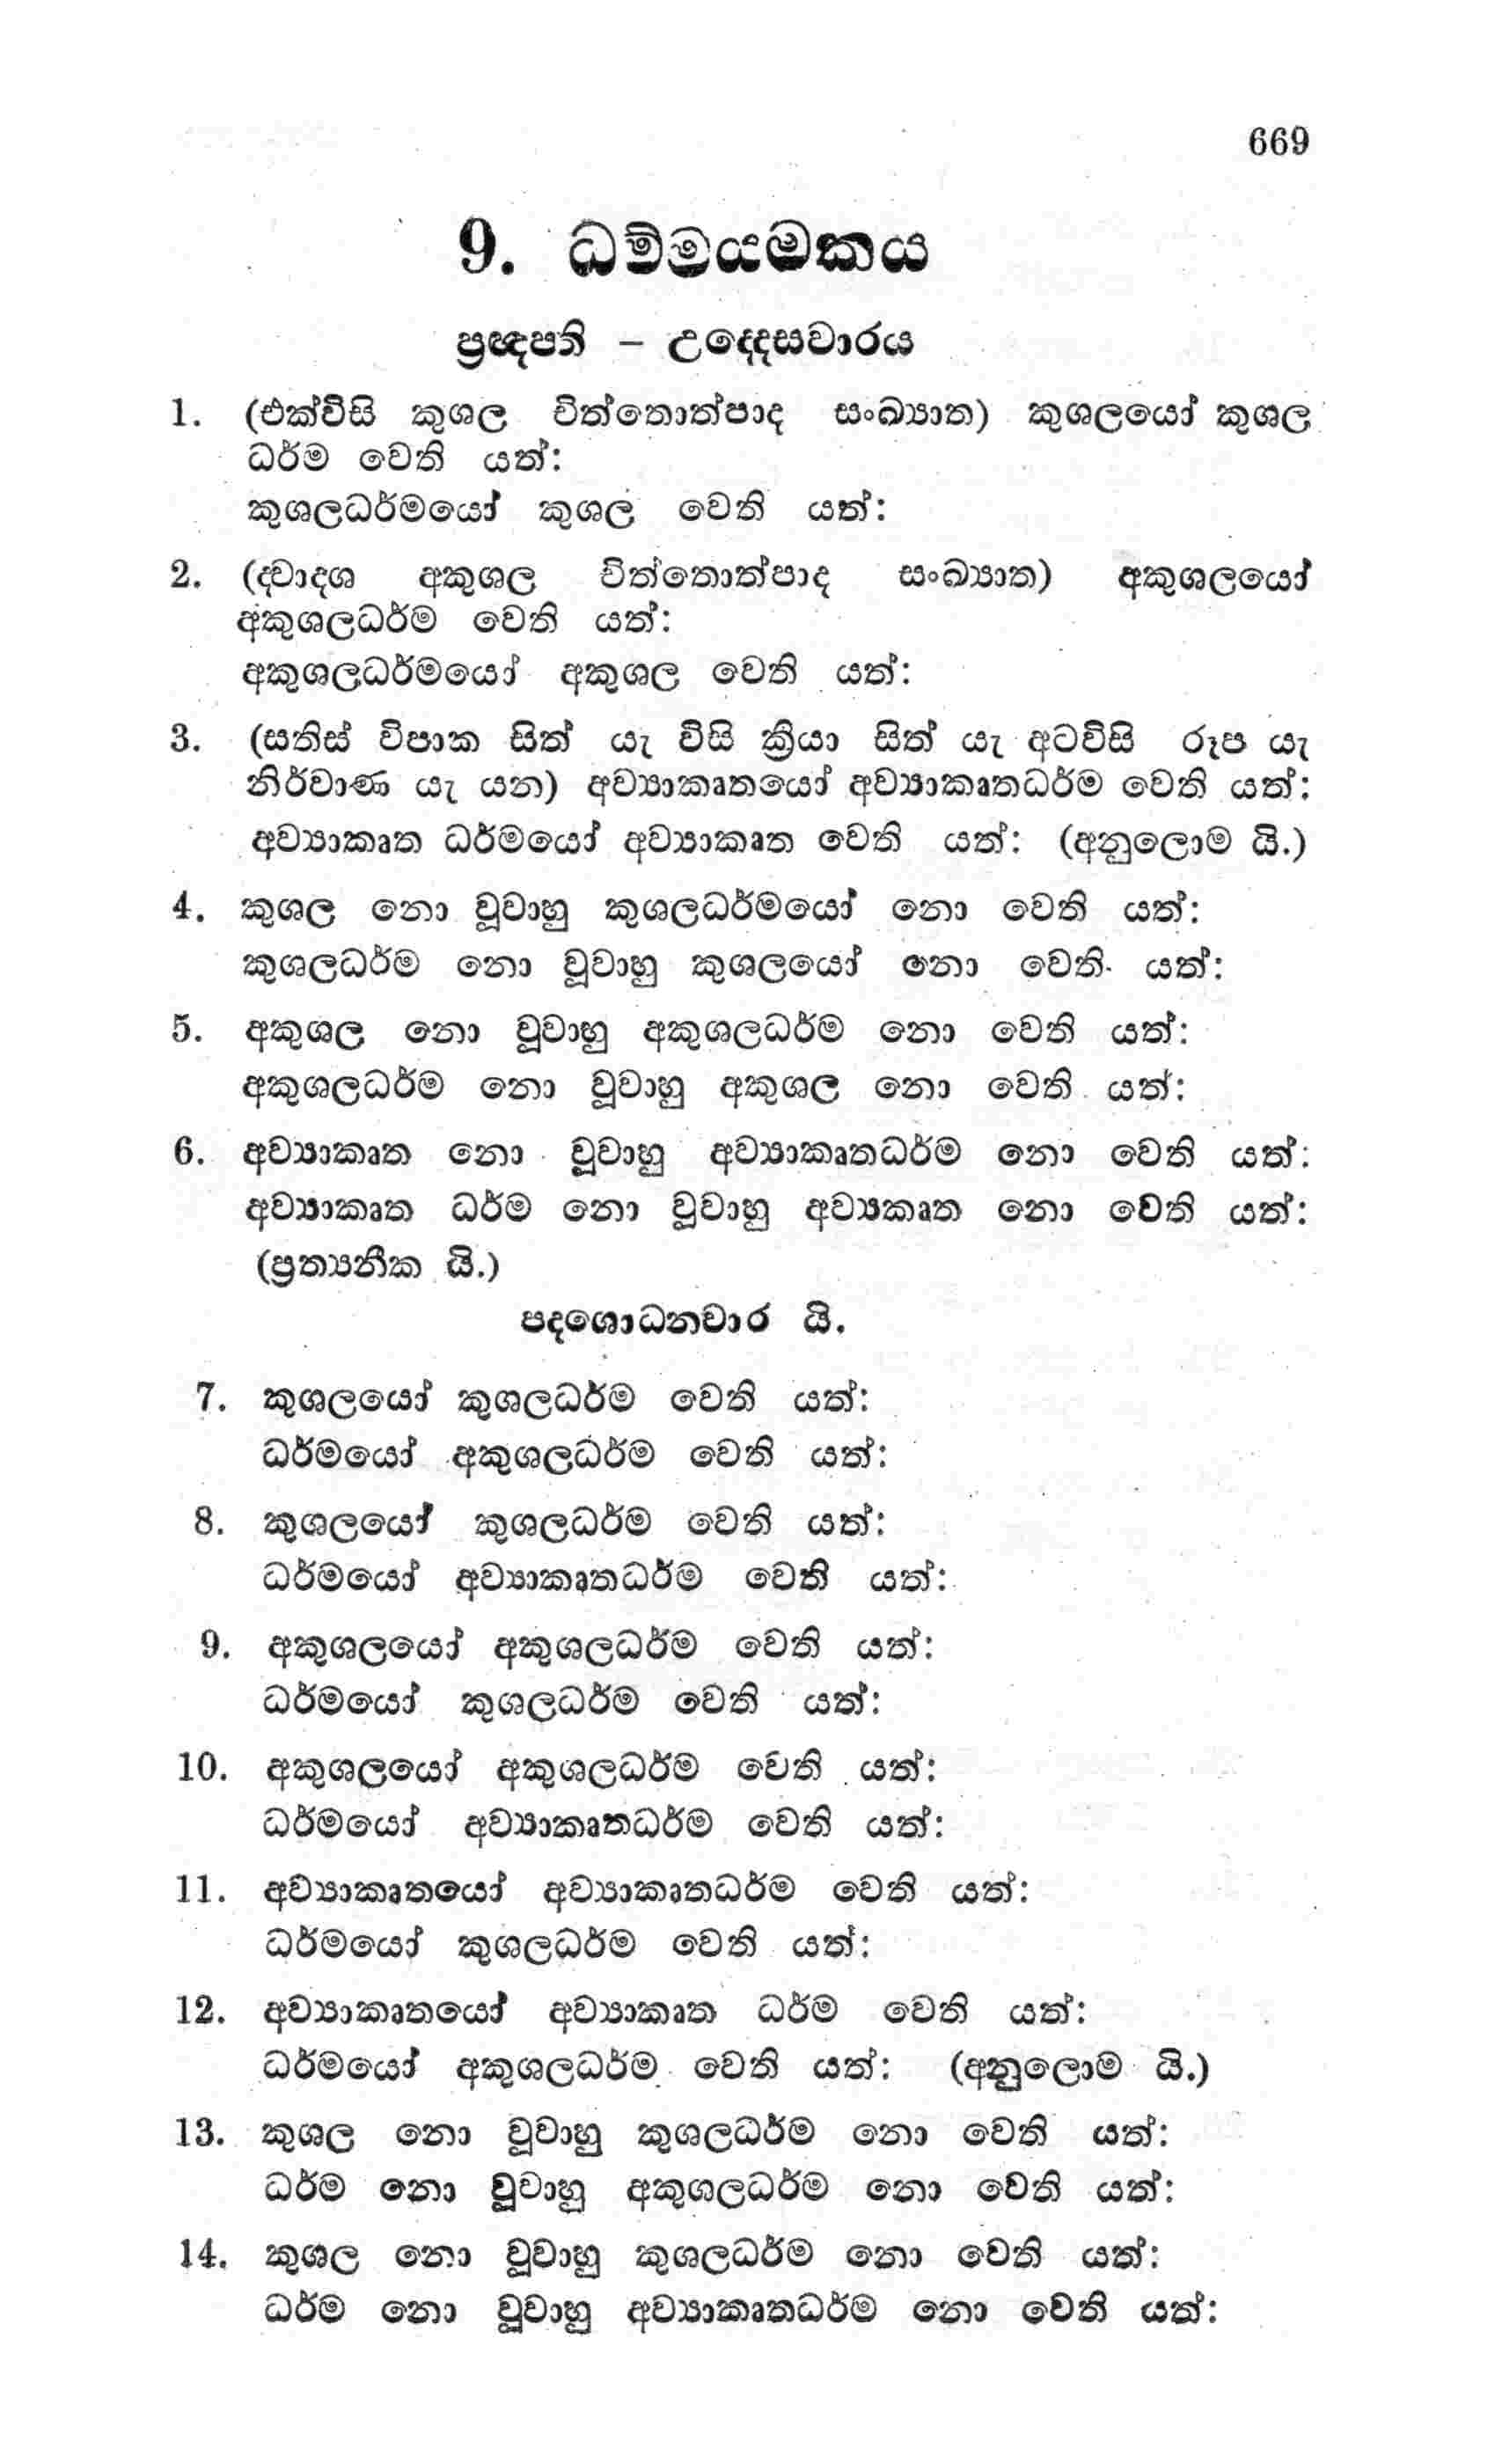 669
9. ධම්මයමකය
ප්‍රඥප්ති – උද්දෙසවාරය
1. (එක්විසි කුශල චිත්තොත්පාද සංඛ්‍යාත) කුශලයෝ කුශල
ධර්ම වෙති යත්:
කුශලධර්මයෝ කුශල වෙති යත්:
2. (ද්වාදශ අකුශල චිත්තොත්පාද සංඛ්‍යාත) අකුශලයෝ
අකුශලධර්ම වෙති යත්:
අකුශලධර්මයෝ අකුශල වෙති යත්:
3. (සතිස් විපාක සිත් යැ විසි ක්‍රියා සිත් යැ අටවිසි රූප යැ
නිර්වාණ යැ යන) අව්‍යාකෘතයෝ අව්‍යාකෘතධර්ම වෙති යත්:
අව්‍යාකෘත ධර්මයෝ අව්‍යාකෘත වෙති යත්: (අනුලොම යි.)
4. කුශල නො වූවාහු කුශලධර්මයෝ නො වෙති යත්:
කුශලධර්ම නො වූවාහු කුශලයෝ නො වෙති යත්:
5. අකුශල නො වූවාහු අකුශලධර්ම නො වෙති යත්:
අකුශලධර්ම නො වූවාහු අකුශල නො වෙති යත්:
6. අව්‍යාකෘත නො වූවාහු අව්‍යාකෘතධර්ම නො වෙති යත්:
අව්‍යාකෘත ධර්ම නො වූවාහු අව්‍යකෘත නො වෙති යත්:
(ප්‍රත්‍යනීක යි.)
පදශොධනවාර යි.
7. කුශලයෝ කුශලධර්ම වෙති යත්:
ධර්මයෝ අකුශලධර්ම වෙති යත්:
8. කුශලයෝ කුශලධර්ම වෙති යත්:
ධර්මයෝ අව්‍යාකෘතධර්ම වෙති යත්:
9. අකුශලයෝ අකුශලධර්ම වෙති යත්:
ධර්මයෝ කුශලධර්ම වෙති යත්:
10. අකුශලයෝ අකුශලධර්ම වෙති යත්:
ධර්මයෝ අව්‍යාකෘතධර්ම වෙති යත්:
11. අව්‍යාකෘතයෝ අව්‍යාකෘතධර්ම වෙති යත්:
ධර්මයෝ කුශලධර්ම වෙති යත්:
12. අව්‍යාකෘතයෝ අව්‍යාකෘත ධර්ම වෙති යත්:
ධර්මයෝ අකුශලධර්ම වෙති යත්: (අනුලොම යි.)
13. කුශල නො වූවාහු කුශලධර්ම නො වෙති යත්:
ධර්ම නො වූවාහු අකුශලධර්ම නො වෙති යත්:
14. කුශල නො වූවාහු කුශලධර්ම නො වෙති යත්:
ධර්ම නො වූවාහු අව්‍යාකෘතධර්ම නො වෙති යත්: